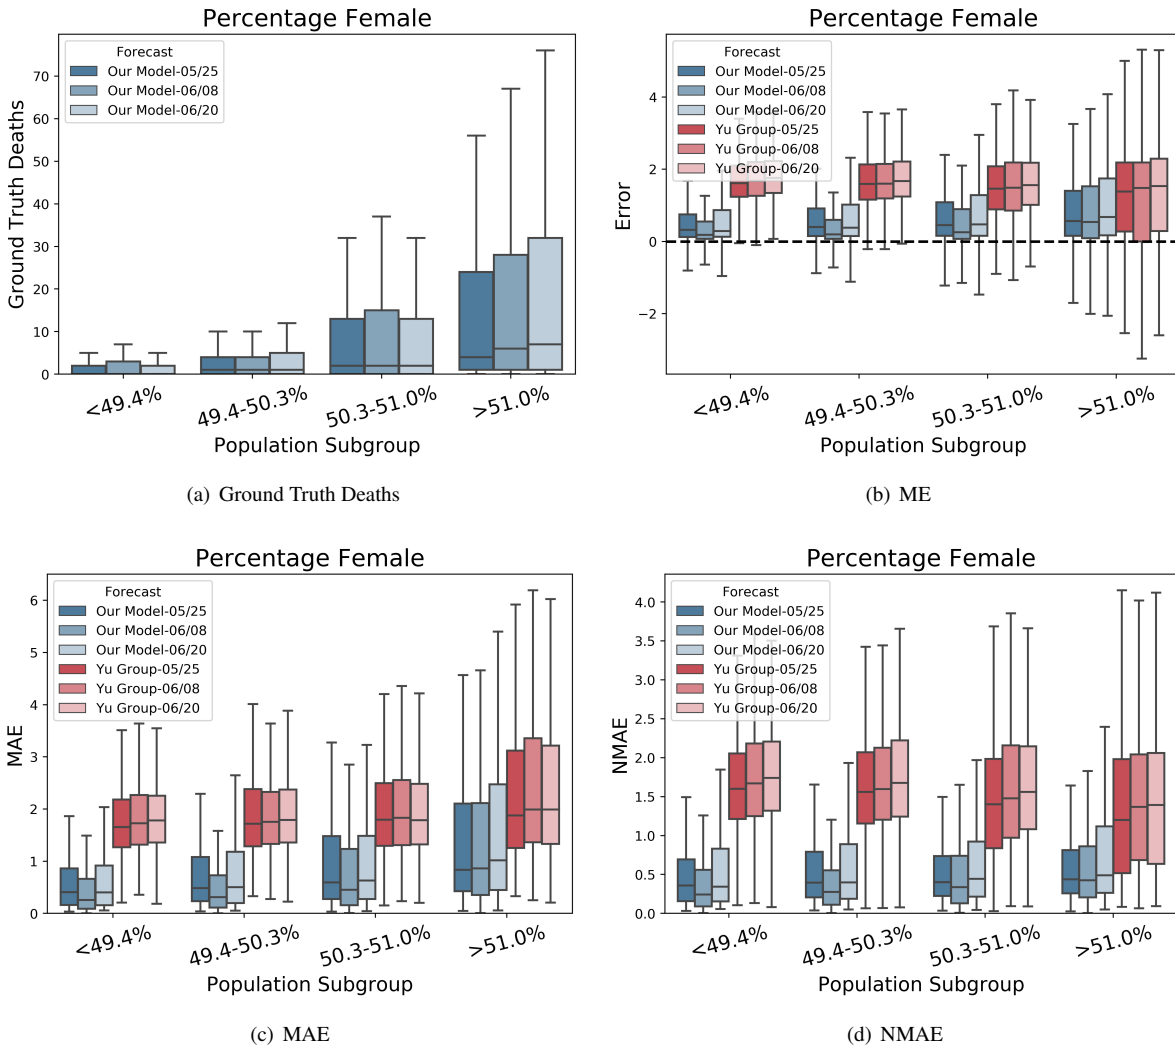 Percentage Female
Forecast
Our Model-05/25
Our Model-06/08
Our Model-06/20
Ground Truth Deaths
70
60
50
40
30
20
10
0
<49.4%
49.4-50.3%
50.3-51.0%
>51.0%
Population Subgroup
(a) Ground Truth Deaths
Percentage Female
Forecast
Our Model-05/25
Our Model-06/08
Our Model-06/20
Yu Group-05/25
Yu Group-06/08
Yu Group-06/20
Error
4
2
0
−2
<49.4%
49.4-50.3%
50.3-51.0%
>51.0%
Population Subgroup
(b) ME
Percentage Female
Forecast
Our Model-05/25
Our Model-06/08
Our Model-06/20
Yu Group-05/25
Yu Group-06/08
Yu Group-06/20
MAE
6
5
4
3
2
1
0
<49.4%
49.4-50.3%
50.3-51.0%
>51.0%
Population Subgroup
(c) MAE
Percentage Female
Forecast
Our Model-05/25
Our Model-06/08
Our Model-06/20
Yu Group-05/25
Yu Group-06/08
Yu Group-06/20
NMAE
4.0
3.5
3.0
2.5
2.0
1.5
1.0
0.5
0.0
<49.4%
49.4-50.3%
50.3-51.0%
>51.0%
Population Subgroup
(d) NMAE